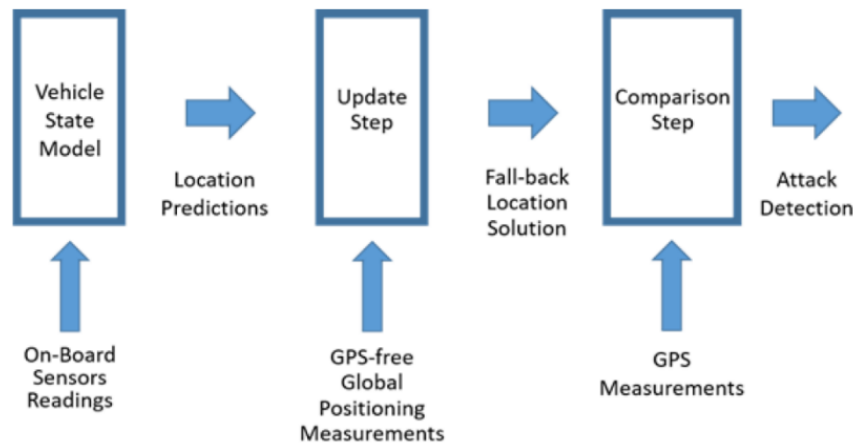 Vehicle
State
Model
Location
Predictions
Update
Step
Fall-back
Location
Solution
Comparison
Step
Attack
Detection
On-Board
Sensors
Readings
GPS-free
Global
Positioning
Measurements
GPS
Measurements